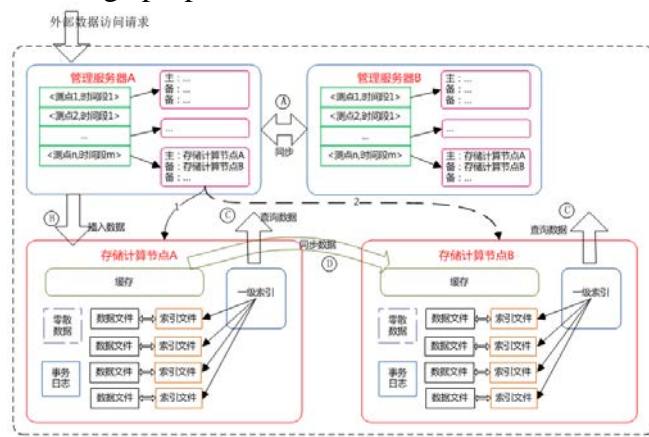 外部数据访问请求
管理服务器A
<测点1,时间段1>
<测点2,时间段1>
...
<测点n,时间段m>
主：...
备：...
备：...
...
主：存储计算节点A
备：存储计算节点B
备：...
A
同步
管理服务器B
<测点1,时间段1>
<测点2,时间段1>
...
<测点n,时间段m>
主：...
备：...
备：...
...
主：存储计算节点A
备：存储计算节点B
备：...
B
插入数据
1
C
查询数据
2
C
查询数据
存储计算节点A
同步数据
D
缓存
一级索引
零散
数据
事务
日志
数据文件
索引文件
数据文件
索引文件
数据文件
索引文件
数据文件
索引文件
存储计算节点B
缓存
一级索引
零散
数据
事务
日志
数据文件
索引文件
数据文件
索引文件
数据文件
索引文件
数据文件
索引文件